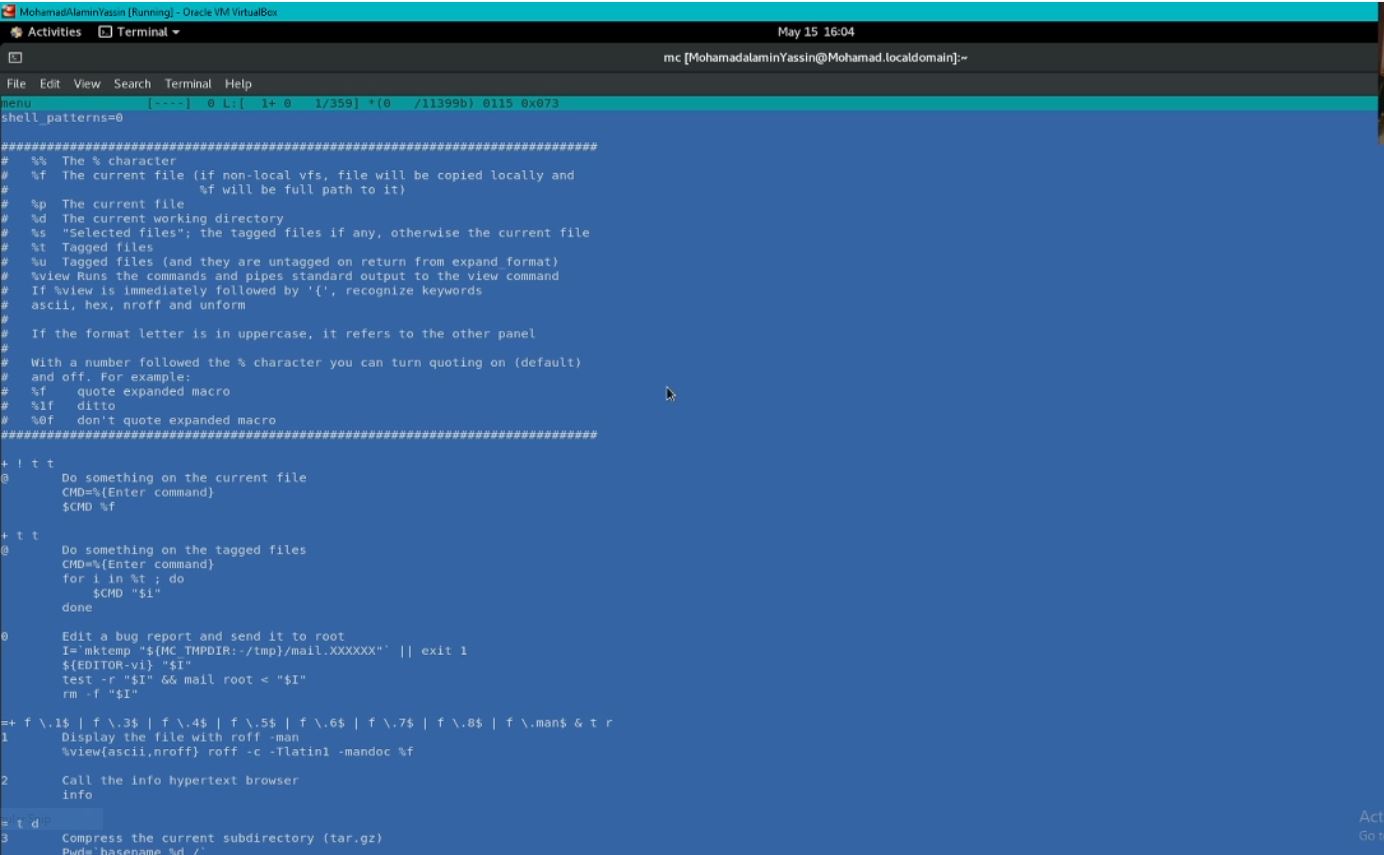 MohamadAlaminYassin [Running] - Oracle VM VirtualBox
Activities Terminal May 15 16:04
mc [MohamadalaminYassin@Mohamad.localdomain]:~
File Edit View Search Terminal Help
menu [----] 0 L:[ 1+ 0 1/359] *(0 /11399b) 0115 0x073
shell_patterns=0
##############################################################################
# %% The % character
# %f The current file (if non-local vfs, file will be copied locally and
# %f will be full path to it)
# %p The current file
# %d The current working directory
# %s "Selected files"; the tagged files if any, otherwise the current file
# %t Tagged files
# %u Tagged files (and they are untagged on return from expand_format)
# %view Runs the commands and pipes standard output to the view command
# If %view is immediately followed by '{', recognize keywords
# ascii, hex, nroff and unform
#
# If the format letter is in uppercase, it refers to the other panel
#
# With a number followed the % character you can turn quoting on (default)
# and off. For example:
# %f quote expanded macro
# %1f ditto
# %0f don't quote expanded macro
##############################################################################
+ ! t t
@ Do something on the current file
CMD=%{Enter command}
$CMD %f
+ t t
@ Do something on the tagged files
CMD=%{Enter command}
for i in %t ; do
$CMD "$i"
done
0 Edit a bug report and send it to root
I=`mktemp "${MC_TMPDIR:-/tmp}/mail.XXXXXX"` || exit 1
${EDITOR-vi} "$I"
test -r "$I" && mail root < "$I"
rm -f "$I"
=+ f \.1$ | f \.3$ | f \.4$ | f \.5$ | f \.6$ | f \.7$ | f \.8$ | f \.man$ & t r
1 Display the file with roff -man
%view{ascii,nroff} roff -c -Tlatin1 -mandoc %f
2 Call the info hypertext browser
info
= t d
3 Compress the current subdirectory (tar.gz)
Pwd=`basename %d /`
Act
Go t